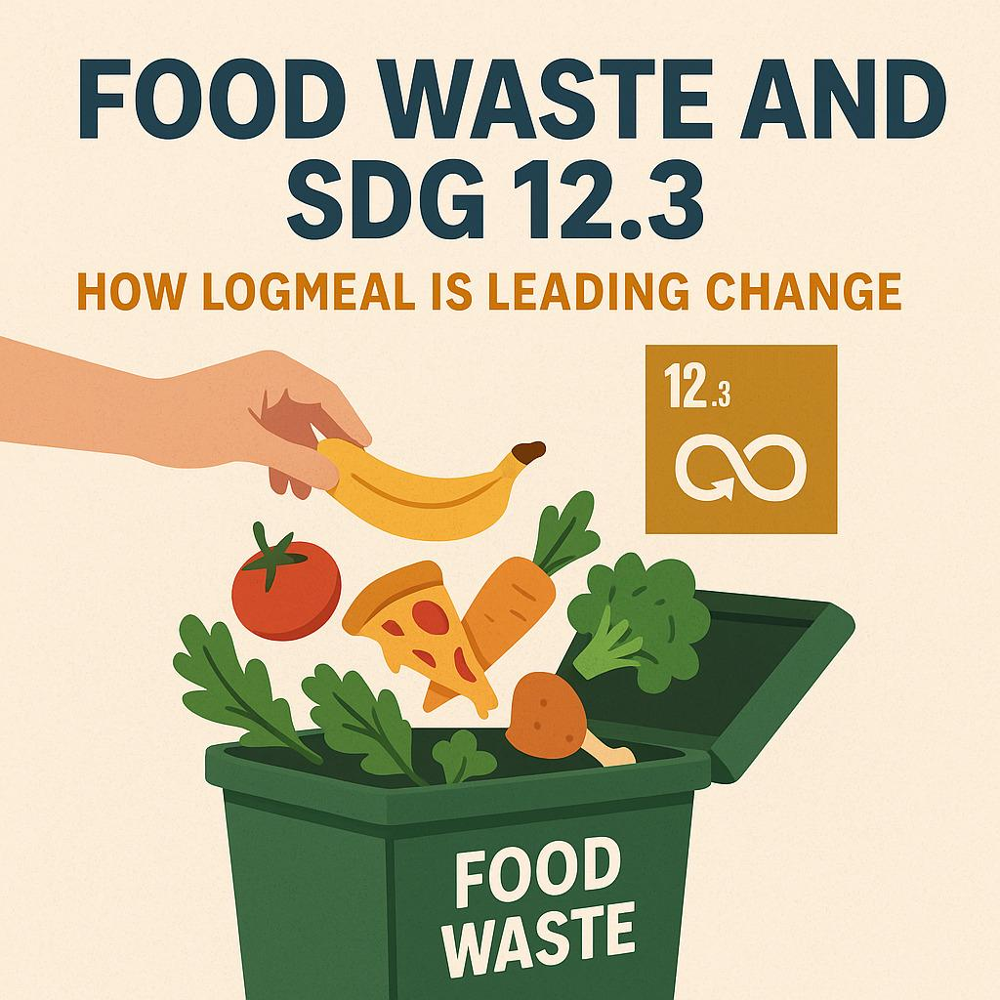 FOOD WASTE AND
SDG 12.3
HOW LOGMEAL IS LEADING CHANGE
12.3
FOOD
WASTE